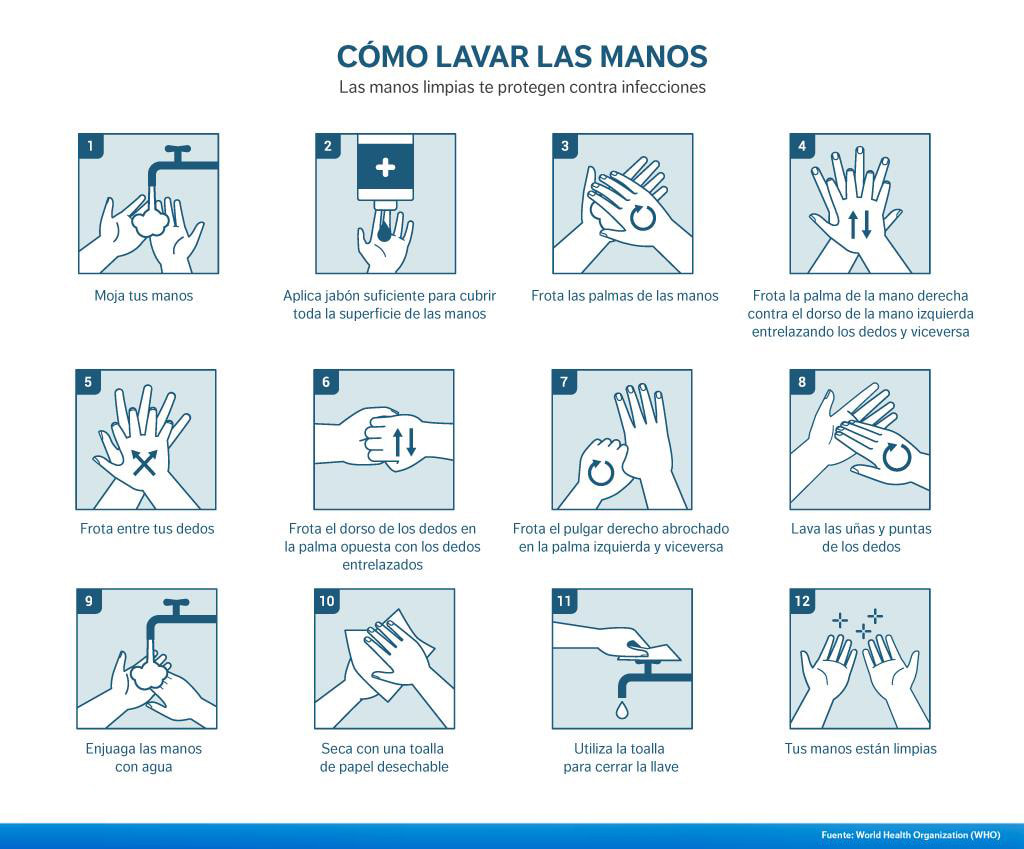 CÓMO LAVAR LAS MANOS
Las manos limpias te protegen contra infecciones
1
Moja tus manos
2
Aplica jabón suficiente para cubrir
toda la superficie de las manos
3
Frota las palmas de las manos
4
Frota la palma de la mano derecha
contra el dorso de la mano izquierda
entrelazando los dedos y viceversa
5
Frota entre tus dedos
6
Frota el dorso de los dedos en
la palma opuesta con los dedos
entrelazados
7
Frota el pulgar derecho abrochado
en la palma izquierda y viceversa
8
Lava las uñas y puntas
de los dedos
9
Enjuaga las manos
con agua
10
Seca con una toalla
de papel desechable
11
Utiliza la toalla
para cerrar la llave
12
Tus manos están limpias
Fuente: World Health Organization (WHO)